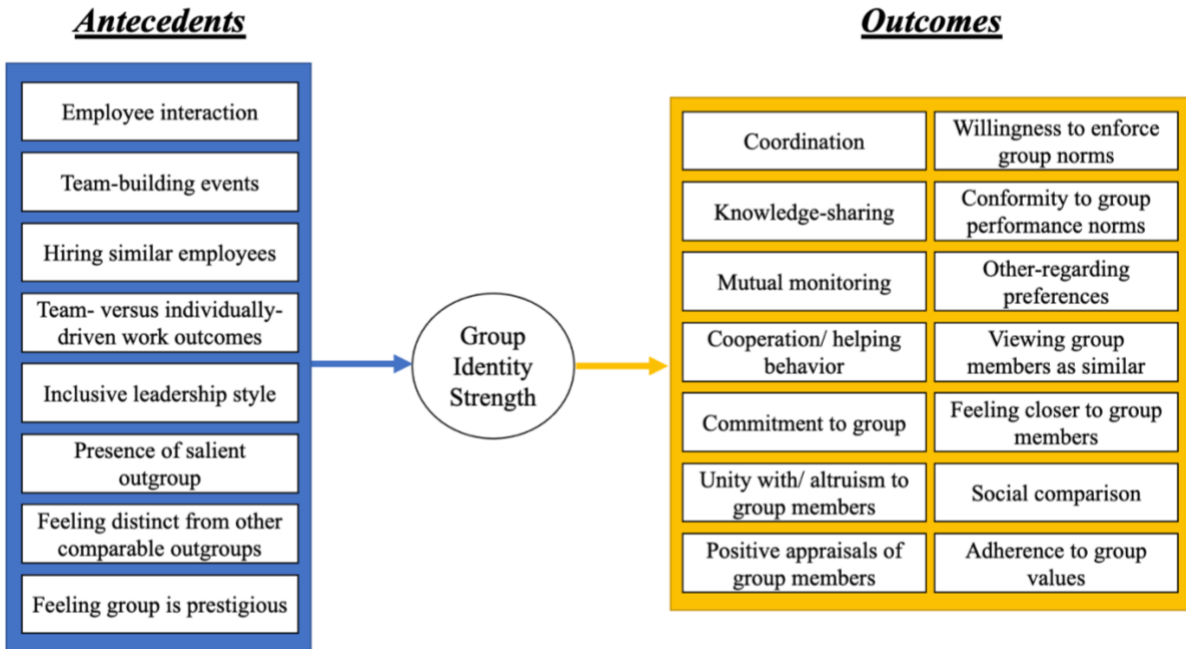 Antecedents
Employee interaction
Team-building events
Hiring similar employees
Team- versus individually-
driven work outcomes
Inclusive leadership style
Presence of salient
outgroup
Feeling distinct from other
comparable outgroups
Feeling group is prestigious
Group
Identity
Strength
Outcomes
Coordination
Knowledge-sharing
Mutual monitoring
Cooperation/ helping
behavior
Commitment to group
Unity with/ altruism to
group members
Positive appraisals of
group members
Willingness to enforce
group norms
Conformity to group
performance norms
Other-regarding
preferences
Viewing group
members as similar
Feeling closer to group
members
Social comparison
Adherence to group
values